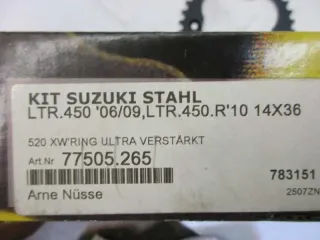 KIT SUZUKI STAHL
LTR.450 '06/09,LTR.450.R'10 14X36
520 XW'RING ULTRA VERSTÄRKT
Art.Nr 77505.265
783151
Arne Nüsse
2507ZN